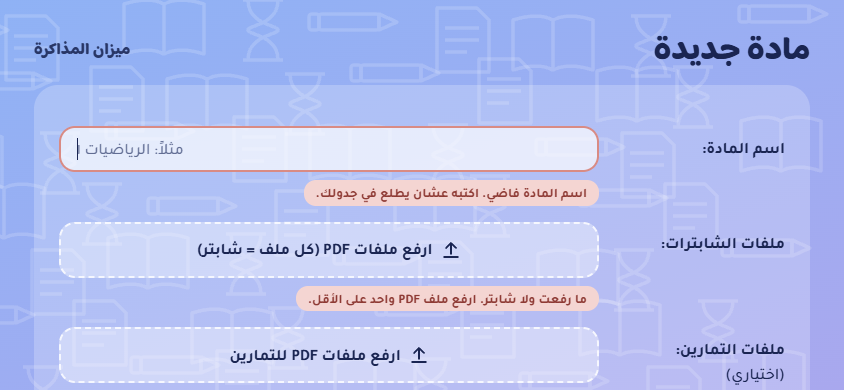 مادة جديدة
ميزان المذاكرة
اسم المادة:
مثلاً: الرياضيات ١
اسم المادة فاضي. اكتبه عشان يطلع في جدولك.
ملفات الشابترات:
ارفع ملفات PDF (كل ملف = شابتر)
ما رفعت ولا شابتر. ارفع ملف PDF واحد على الأقل.
ملفات التمارين:
(اختياري)
ارفع ملفات PDF للتمارين